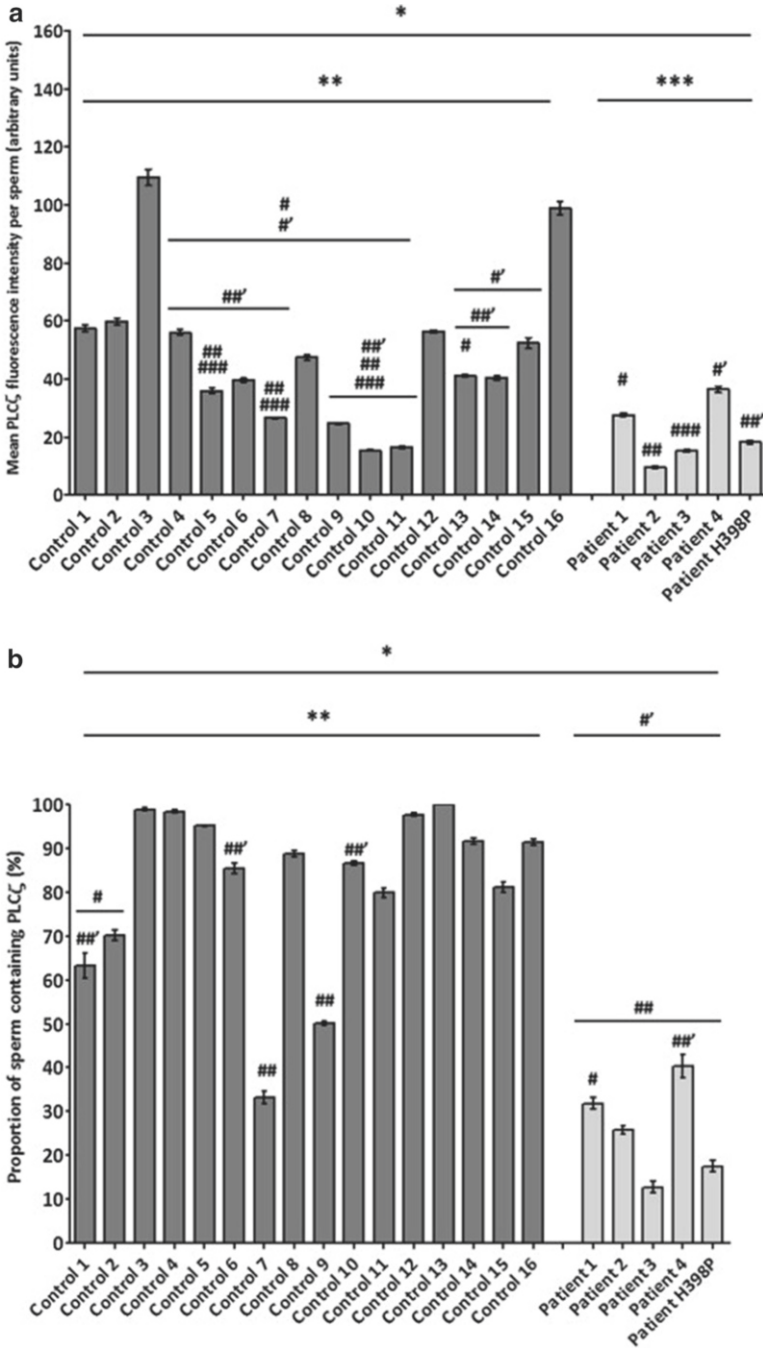 a
*
** ***
Mean PLCζ fluorescence intensity per sperm (arbitrary units)
160
140
120
100
80
60
40
20
0
#
#’
##’
##
###
##
###
##’
##
###
#’
##’
#
#
##
###
#’
##’
Control 1
Control 2
Control 3
Control 4
Control 5
Control 6
Control 7
Control 8
Control 9
Control 10
Control 11
Control 12
Control 13
Control 14
Control 15
Control 16
Patient 1
Patient 2
Patient 3
Patient 4
Patient H398P
b
*
** #’
Proportion of sperm containing PLCζ (%)
100
90
80
70
60
50
40
30
20
10
0
#
##’
##’
##
##
##’
##
#
##’
Control 1
Control 2
Control 3
Control 4
Control 5
Control 6
Control 7
Control 8
Control 9
Control 10
Control 11
Control 12
Control 13
Control 14
Control 15
Control 16
Patient 1
Patient 2
Patient 3
Patient 4
Patient H398P